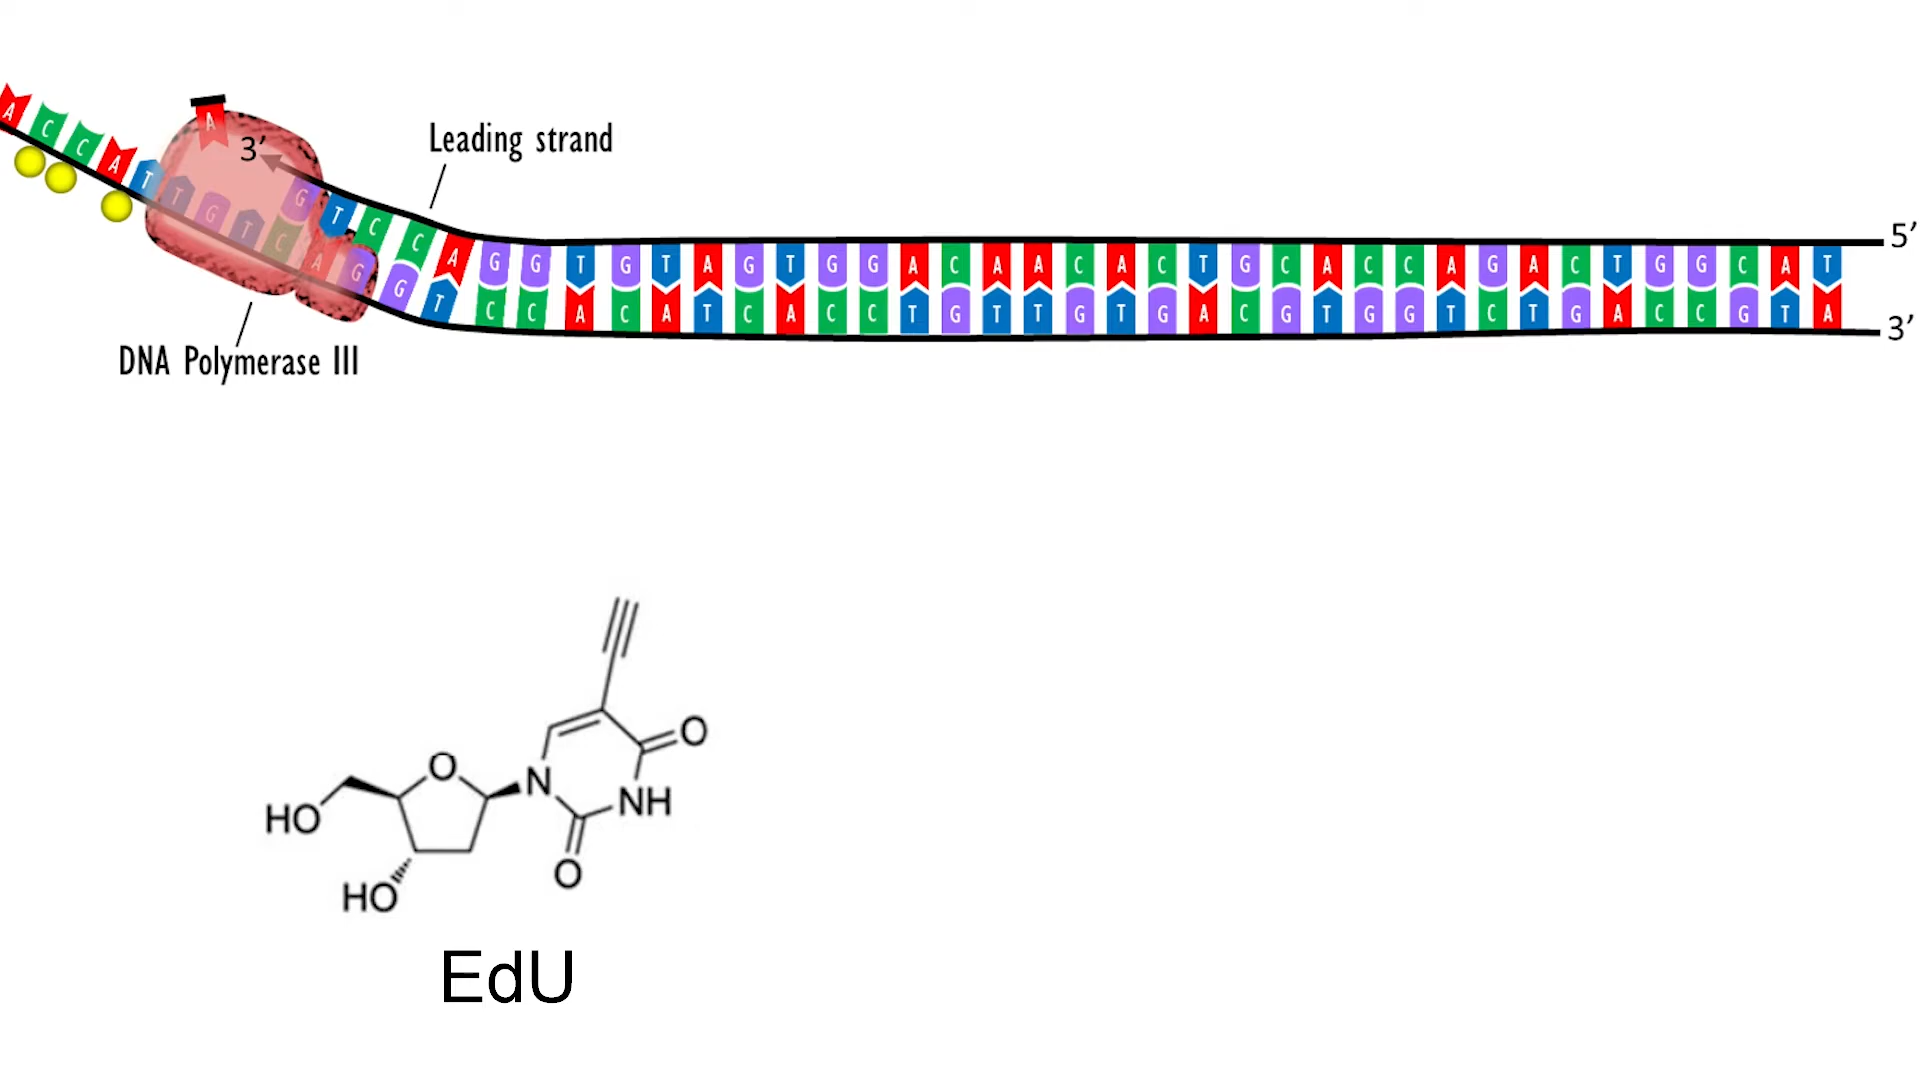 A
3’
Leading strand
G T C C A G G T G T A G T G G A C A A C A C T G C A C C A G A C T G G C A T 5’
A C C A T T G T C A G G T C C A C A T C A C C T G T T G T G A C G T G G T C T G A C C G T A 3’
DNA Polymerase III
O
N
O
NH
O
HO
HO
EdU